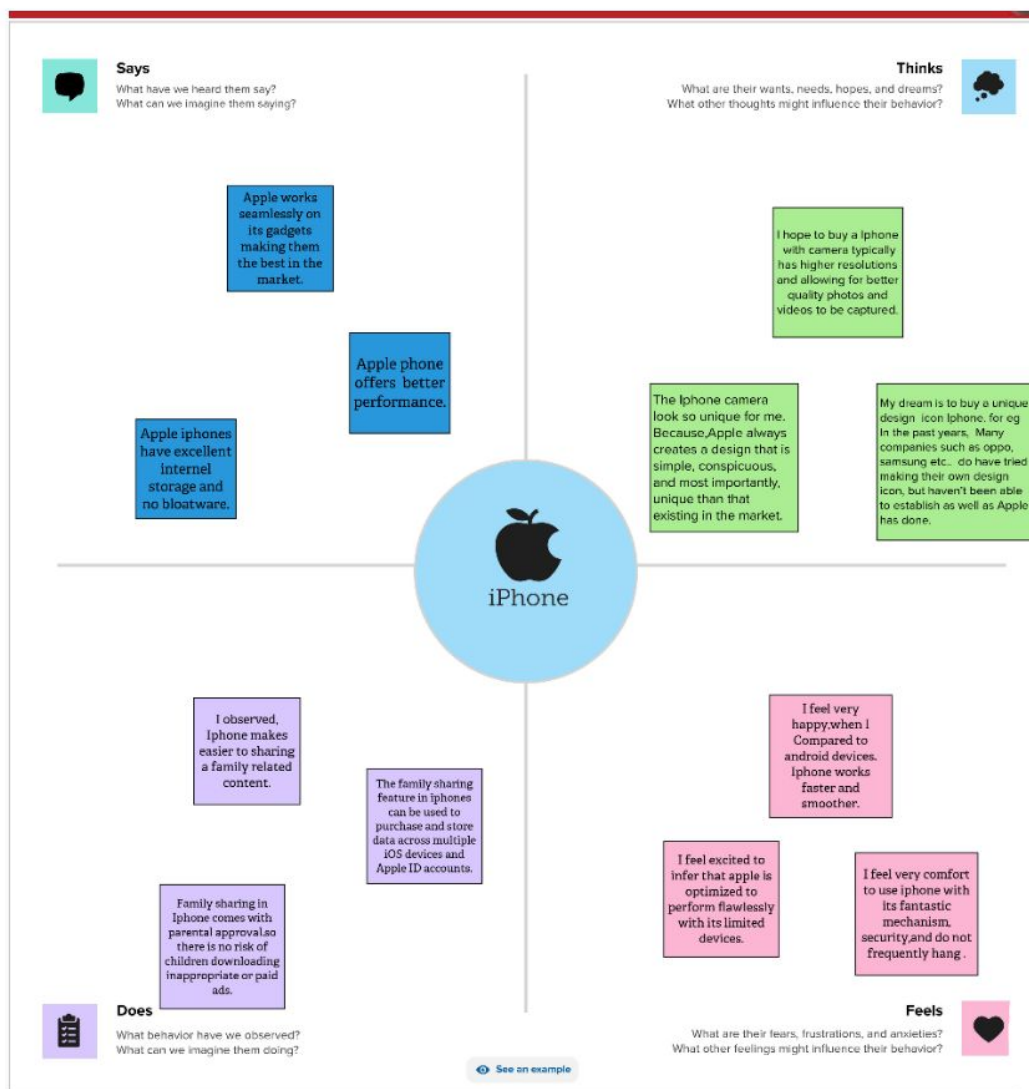 Says
What have we heard them say?
What can we imagine them saying?
Thinks
What are their wants, needs, hopes, and dreams?
What other thoughts might influence their behavior?
Apple works
seamlessly on
its gadgets
making them
the best in the
market.
Apple phone
offers better
performance.
Apple iphones
have excellent
internel
storage and
no bloatware.
I hope to buy a Iphone
with camera typically
has higher resolutions
and allowing for better
quality photos and
videos to be captured.
The Iphone camera
look so unique for me.
Because,Apple always
creates a design that is
simple, conspicuous,
and most importantly,
unique than that
existing in the market.
My dream is to buy a unique
design icon Iphone. for eg
In the past years, Many
companies such as oppo,
samsung etc.. do have tried
making their own design
icon, but haven't been able
to establish as well as Apple
has done.
iPhone
I observed,
Iphone makes
easier to sharing
a family related
content.
The family sharing
feature in iphones
can be used to
purchase and store
data across multiple
iOS devices and
Apple ID accounts.
Family sharing in
Iphone comes with
parental approval,so
there is no risk of
children downloading
inappropriate or paid
ads.
I feel very
happy,when I
Compared to
android devices.
Iphone works
faster and
smoother.
I feel excited to
infer that apple is
optimized to
perform flawlessly
with its limited
devices.
I feel very comfort
to use iphone with
its fantastic
mechanism,
security,and do not
frequently hang .
Does
What behavior have we observed?
What can we imagine them doing?
Feels
What are their fears, frustrations, and anxieties?
What other feelings might influence their behavior?
See an example